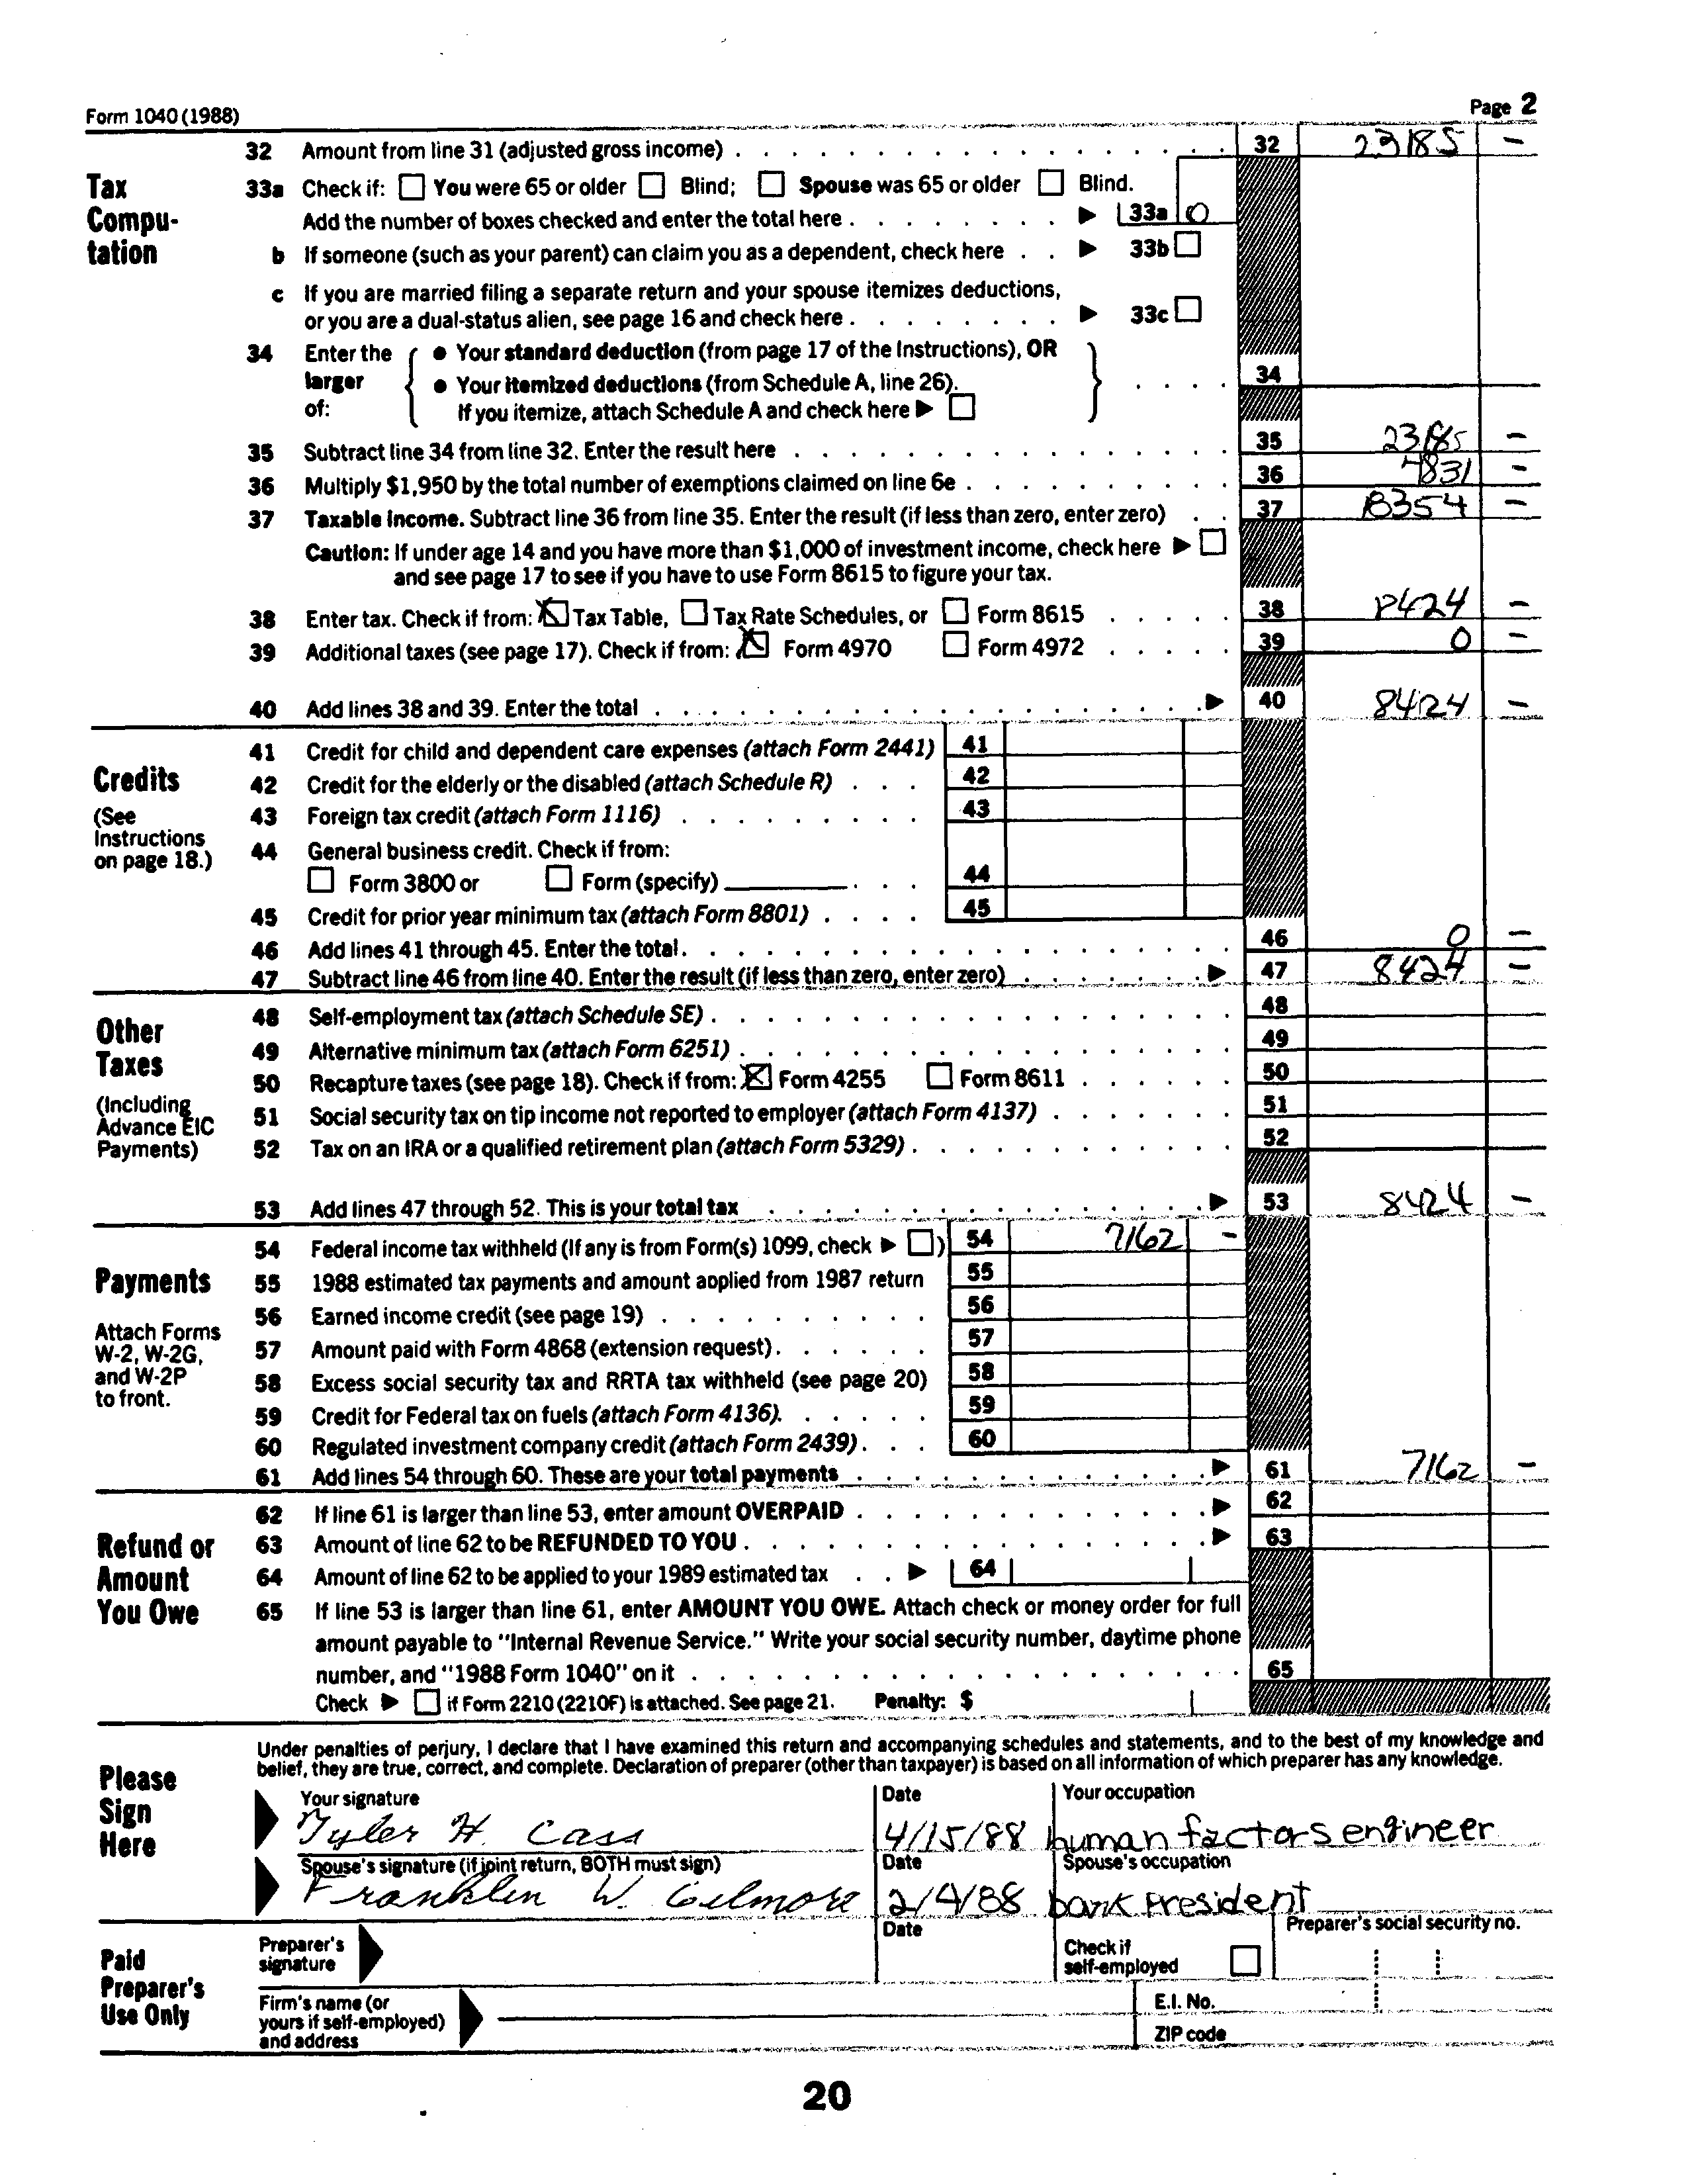 Form 1040 (1988) Page 2
Tax Compu-tation
32 Amount from line 31 (adjusted gross income) 32 23185 –
33a Check if: ☐ You were 65 or older ☐ Blind; ☐ Spouse was 65 or older ☐ Blind.
Add the number of boxes checked and enter the total here ▶ 33a 0
b If someone (such as your parent) can claim you as a dependent, check here ▶ 33b ☐
c If you are married filing a separate return and your spouse itemizes deductions,
or you are a dual-status alien, see page 16 and check here ▶ 33c ☐
34 Enter the larger of: { ● Your standard deduction (from page 17 of the Instructions), OR
● Your itemized deductions (from Schedule A, line 26).
If you itemize, attach Schedule A and check here ▶ ☐ } 34
35 Subtract line 34 from line 32. Enter the result here 35 23185 –
36 Multiply $1,950 by the total number of exemptions claimed on line 6e 36 4831 –
37 Taxable income. Subtract line 36 from line 35. Enter the result (if less than zero, enter zero) 37 18354 –
Caution: If under age 14 and you have more than $1,000 of investment income, check here ▶ ☐
and see page 17 to see if you have to use Form 8615 to figure your tax.
38 Enter tax. Check if from: ☒ Tax Table, ☐ Tax Rate Schedules, or ☐ Form 8615 38 8424 –
39 Additional taxes (see page 17). Check if from: ☒ Form 4970 ☐ Form 4972 39 0 –
40 Add lines 38 and 39. Enter the total ▶ 40 8424 –
Credits
(See Instructions on page 18.)
41 Credit for child and dependent care expenses (attach Form 2441) 41
42 Credit for the elderly or the disabled (attach Schedule R) 42
43 Foreign tax credit (attach Form 1116) 43
44 General business credit. Check if from:
☐ Form 3800 or ☐ Form (specify) 44
45 Credit for prior year minimum tax (attach Form 8801) 45
46 Add lines 41 through 45. Enter the total. 46 0 –
47 Subtract line 46 from line 40. Enter the result (if less than zero, enter zero) ▶ 47 8424 –
Other Taxes
(Including Advance EIC Payments)
48 Self-employment tax (attach Schedule SE) 48
49 Alternative minimum tax (attach Form 6251) 49
50 Recapture taxes (see page 18). Check if from: ☒ Form 4255 ☐ Form 8611 50
51 Social security tax on tip income not reported to employer (attach Form 4137) 51
52 Tax on an IRA or a qualified retirement plan (attach Form 5329) 52
53 Add lines 47 through 52. This is your total tax ▶ 53 8424 –
Payments
Attach Forms W-2, W-2G, and W-2P to front.
54 Federal income tax withheld (If any is from Form(s) 1099, check ▶ ☐) 54 7162 –
55 1988 estimated tax payments and amount applied from 1987 return 55
56 Earned income credit (see page 19) 56
57 Amount paid with Form 4868 (extension request) 57
58 Excess social security tax and RRTA tax withheld (see page 20) 58
59 Credit for Federal tax on fuels (attach Form 4136). 59
60 Regulated investment company credit (attach Form 2439) 60
61 Add lines 54 through 60. These are your total payments ▶ 61 7162 –
Refund or Amount You Owe
62 If line 61 is larger than line 53, enter amount OVERPAID ▶ 62
63 Amount of line 62 to be REFUNDED TO YOU ▶ 63
64 Amount of line 62 to be applied to your 1989 estimated tax ▶ 64
65 If line 53 is larger than line 61, enter AMOUNT YOU OWE. Attach check or money order for full
amount payable to "Internal Revenue Service." Write your social security number, daytime phone
number, and "1988 Form 1040" on it 65
Check ▶ ☐ if Form 2210 (2210F) is attached. See page 21. Penalty: $
Please Sign Here
Under penalties of perjury, I declare that I have examined this return and accompanying schedules and statements, and to the best of my knowledge and
belief, they are true, correct, and complete. Declaration of preparer (other than taxpayer) is based on all information of which preparer has any knowledge.
Your signature Date Your occupation
Tyler H. Cass 4/15/88 human factors engineer
Spouse's signature (if joint return, BOTH must sign) Date Spouse's occupation
Franklin W. Gilmore 2/4/88 bank President
Paid Preparer's Use Only
Preparer's signature Date Check if self-employed ☐ Preparer's social security no.
Firm's name (or yours if self-employed) and address E.I. No.
ZIP code
20